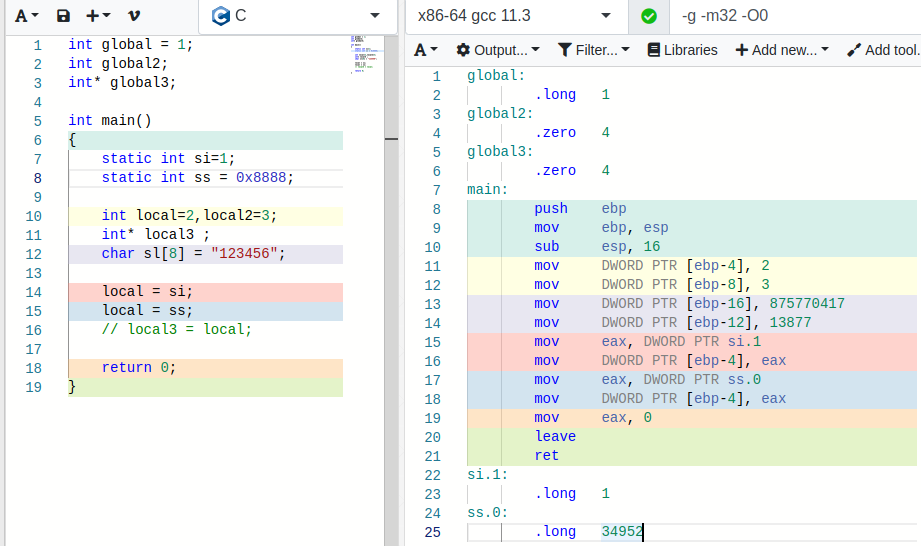 A
C
x86-64 gcc 11.3
-g -m32 -O0
A Output... Filter... Libraries Add new... Add tool.
1 int global = 1;
2 int global2;
3 int* global3;
4
5 int main()
6 {
7 static int si=1;
8 static int ss = 0x8888;
9
10 int local=2,local2=3;
11 int* local3 ;
12 char sl[8] = "123456";
13
14 local = si;
15 local = ss;
16 // local3 = local;
17
18 return 0;
19 }
1 global:
2 .long 1
3 global2:
4 .zero 4
5 global3:
6 .zero 4
7 main:
8 push ebp
9 mov ebp, esp
10 sub esp, 16
11 mov DWORD PTR [ebp-4], 2
12 mov DWORD PTR [ebp-8], 3
13 mov DWORD PTR [ebp-16], 875770417
14 mov DWORD PTR [ebp-12], 13877
15 mov eax, DWORD PTR si.1
16 mov DWORD PTR [ebp-4], eax
17 mov eax, DWORD PTR ss.0
18 mov DWORD PTR [ebp-4], eax
19 mov eax, 0
20 leave
21 ret
22 si.1:
23 .long 1
24 ss.0:
25 .long 34952